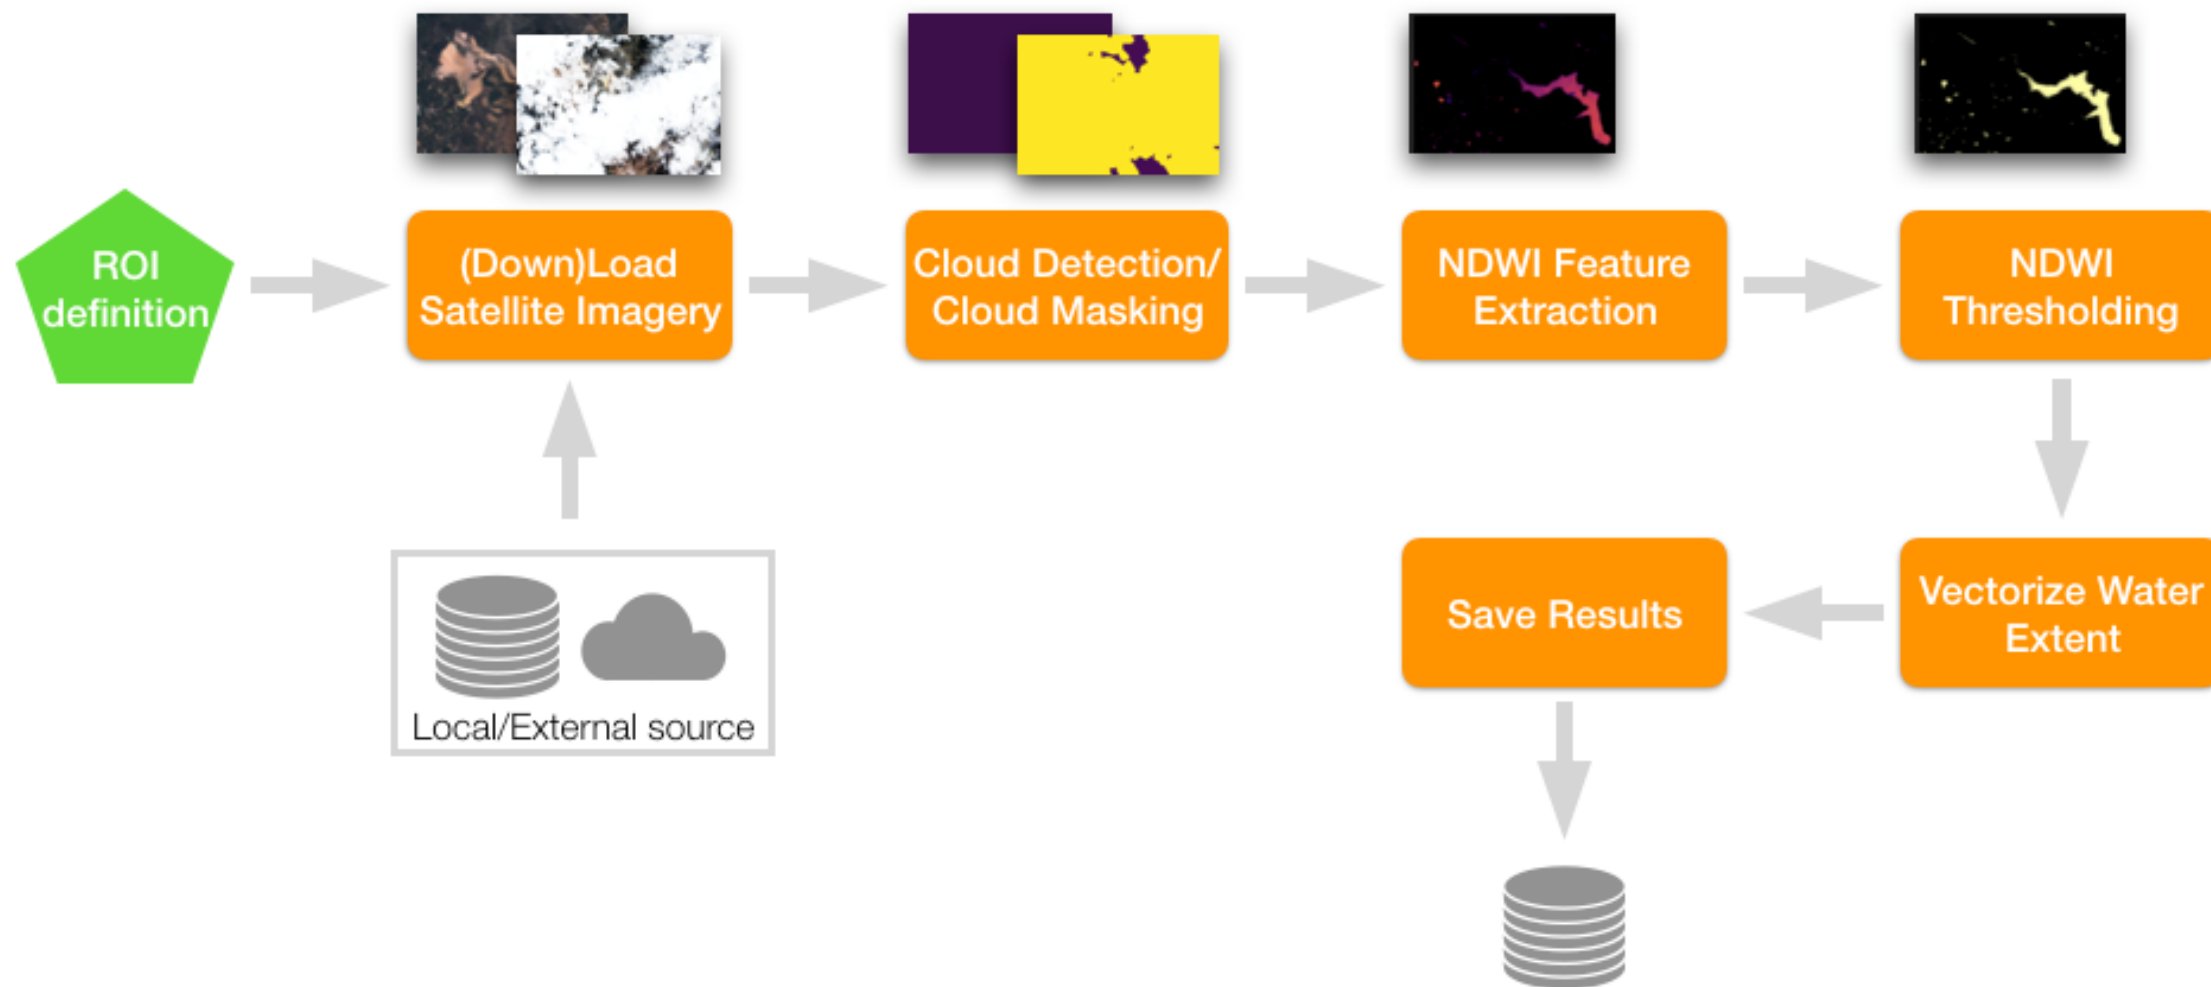 ROI
definition
(Down)Load
Satellite Imagery
Cloud Detection/
Cloud Masking
NDWI Feature
Extraction
NDWI
Thresholding
Local/External source
Save Results
Vectorize Water
Extent